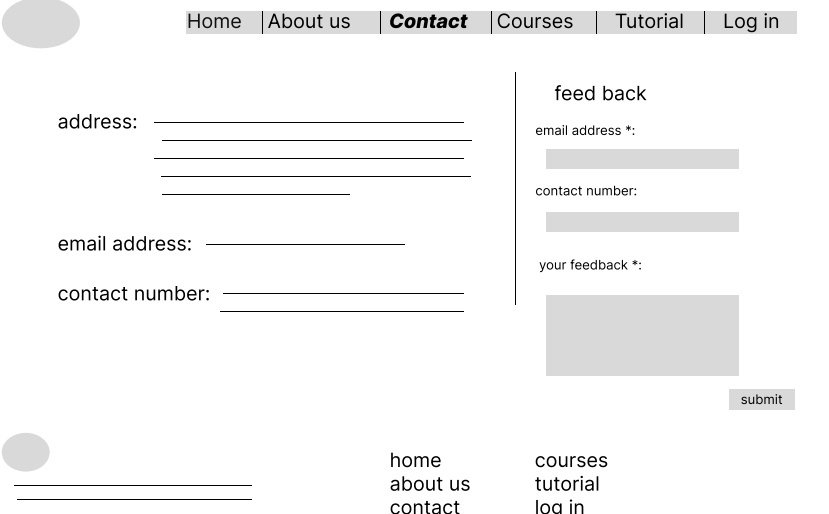 Home About us Contact Courses Tutorial Log in
feed back
address:
email address *:
contact number:
email address:
your feedback *:
contact number:
submit
home courses
about us tutorial
contact log in